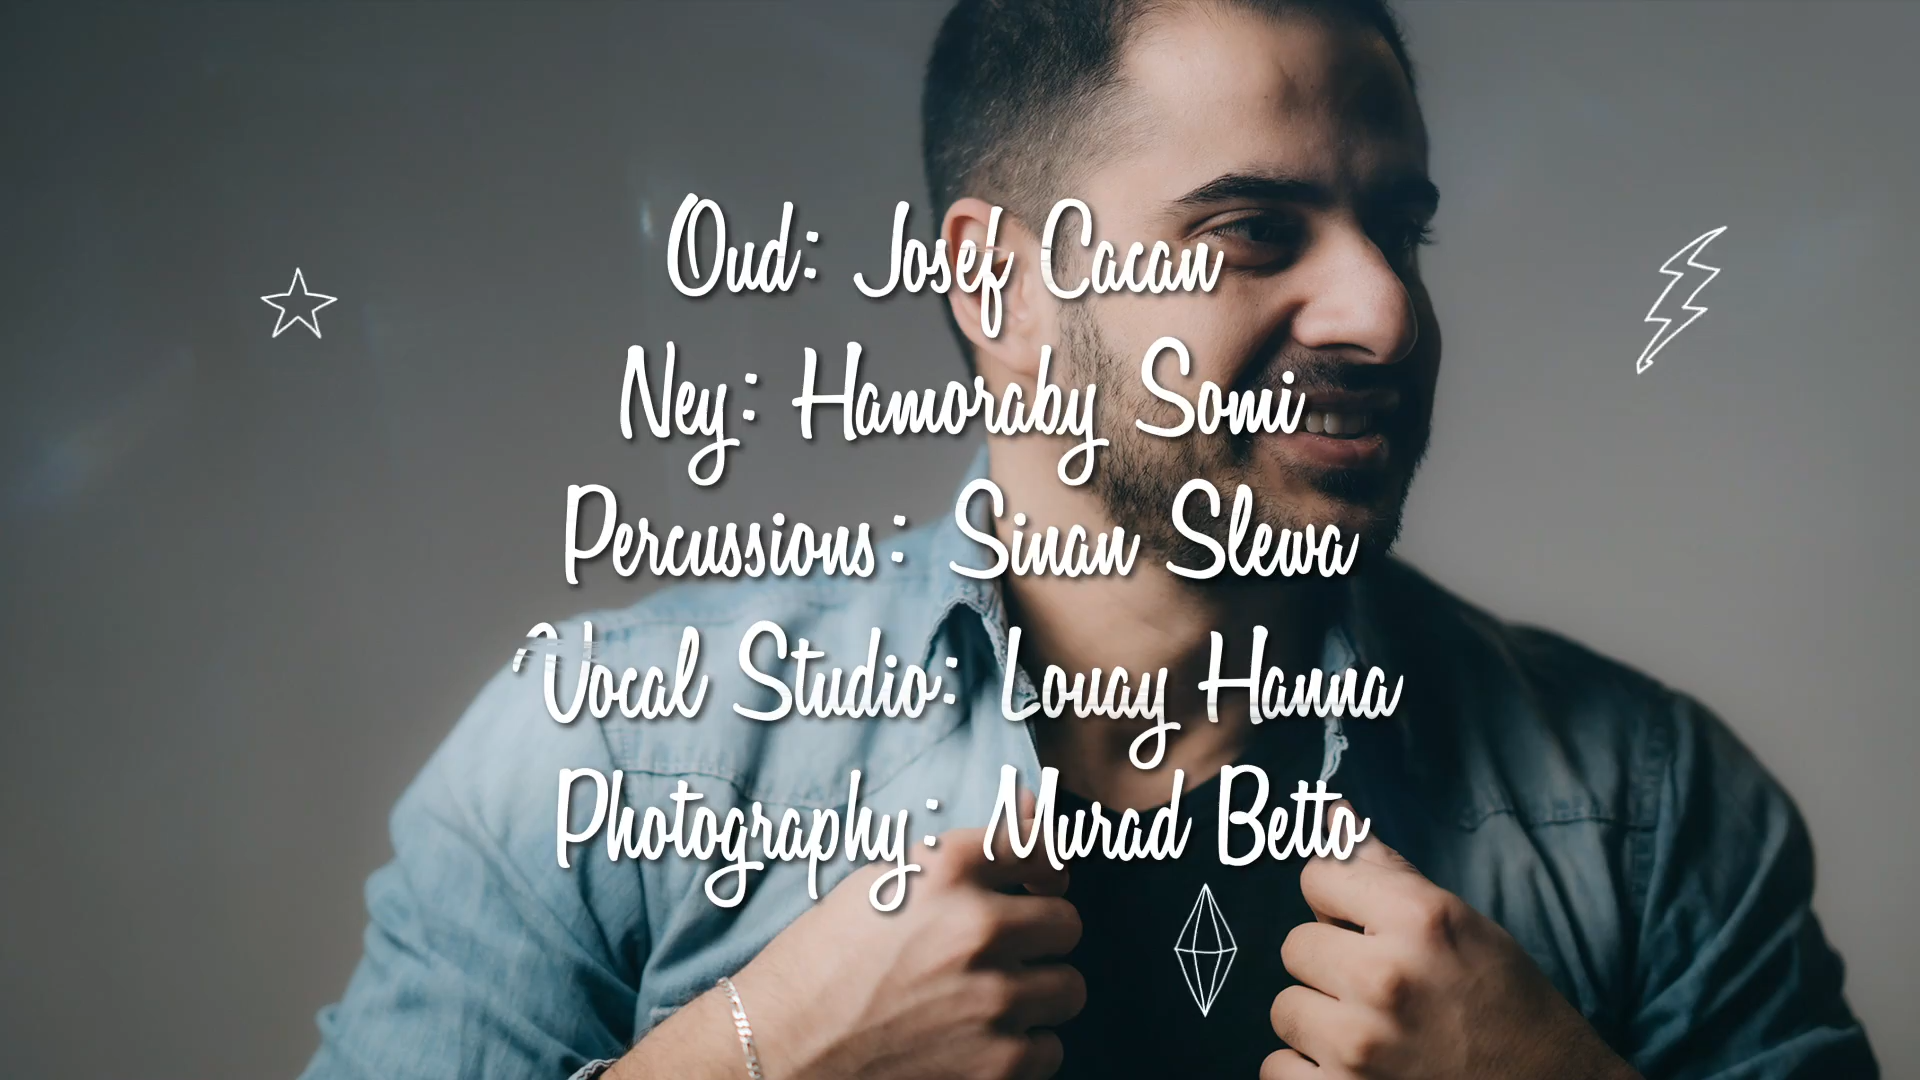 Oud: Josef Cacan
Ney: Hamoraby Somi
Percussions: Sinan Slewa
Vocal Studio: Louay Hanna
Photography: Murad Betto